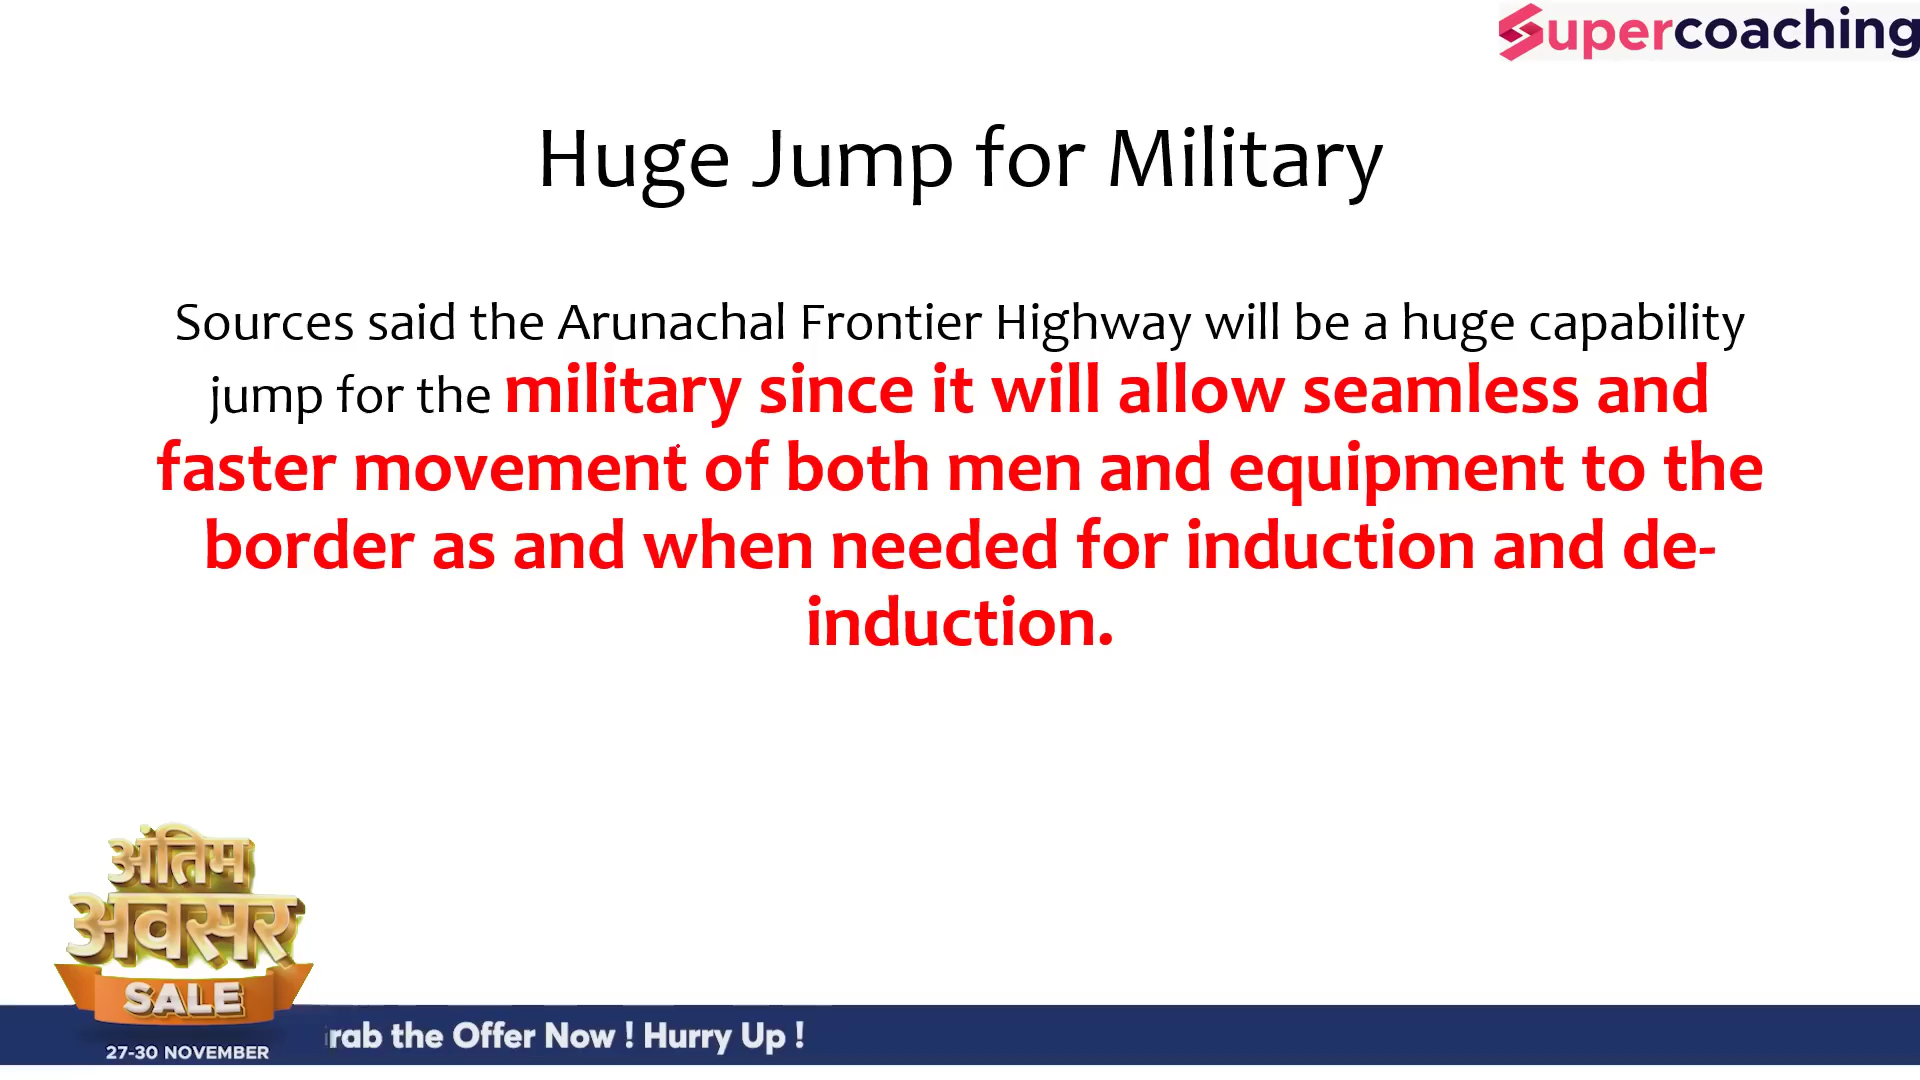 Supercoaching
Huge Jump for Military
Sources said the Arunachal Frontier Highway will be a huge capability
jump for the military since it will allow seamless and
faster movement of both men and equipment to the
border as and when needed for induction and de-
induction.
अंतिम
अवसर
SALE
27-30 NOVEMBER
rab the Offer Now ! Hurry Up !